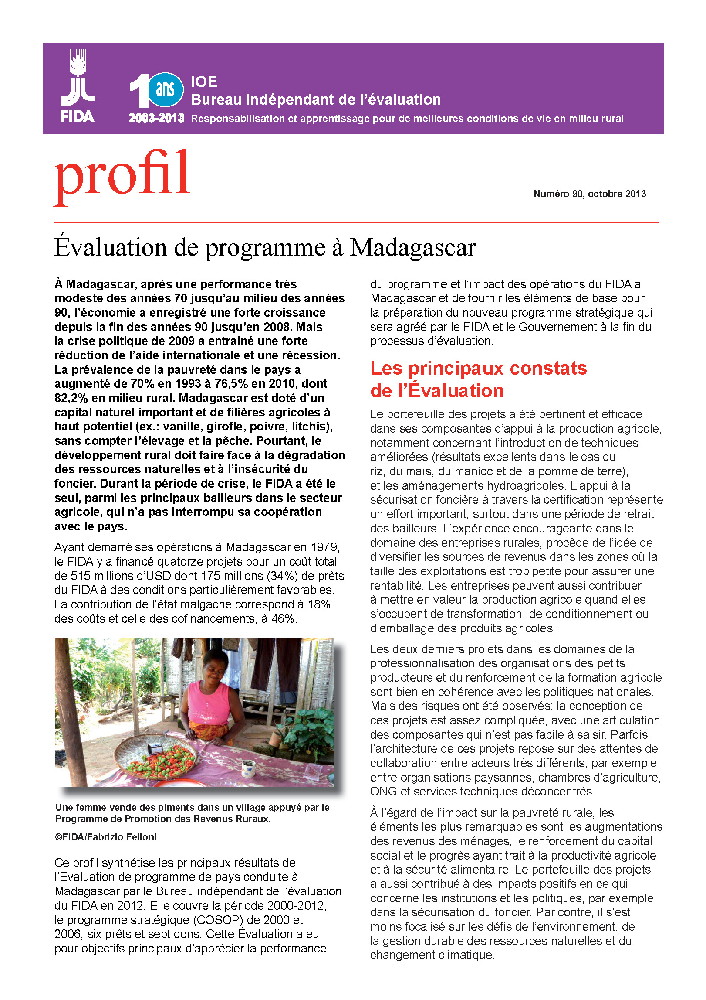 FIDA
10 ans
2003-2013
IOE
Bureau indépendant de l’évaluation
Responsabilisation et apprentissage pour de meilleures conditions de vie en milieu rural
profil
Numéro 90, octobre 2013
Évaluation de programme à Madagascar
À Madagascar, après une performance très
modeste des années 70 jusqu’au milieu des années
90, l’économie a enregistré une forte croissance
depuis la fin des années 90 jusqu’en 2008. Mais
la crise politique de 2009 a entrainé une forte
réduction de l’aide internationale et une récession.
La prévalence de la pauvreté dans le pays a
augmenté de 70% en 1993 à 76,5% en 2010, dont
82,2% en milieu rural. Madagascar est doté d’un
capital naturel important et de filières agricoles à
haut potentiel (ex.: vanille, girofle, poivre, litchis),
sans compter l’élevage et la pêche. Pourtant, le
développement rural doit faire face à la dégradation
des ressources naturelles et à l’insécurité du
foncier. Durant la période de crise, le FIDA a été le
seul, parmi les principaux bailleurs dans le secteur
agricole, qui n’a pas interrompu sa coopération
avec le pays.
Ayant démarré ses opérations à Madagascar en 1979,
le FIDA y a financé quatorze projets pour un coût total
de 515 millions d’USD dont 175 millions (34%) de prêts
du FIDA à des conditions particulièrement favorables.
La contribution de l’état malgache correspond à 18%
des coûts et celle des cofinancements, à 46%.
Une femme vende des piments dans un village appuyé par le
Programme de Promotion des Revenus Ruraux.
©FIDA/Fabrizio Felloni
Ce profil synthétise les principaux résultats de
l’Évaluation de programme de pays conduite à
Madagascar par le Bureau indépendant de l’évaluation
du FIDA en 2012. Elle couvre la période 2000-2012,
le programme stratégique (COSOP) de 2000 et
2006, six prêts et sept dons. Cette Évaluation a eu
pour objectifs principaux d’apprécier la performance
du programme et l’impact des opérations du FIDA à
Madagascar et de fournir les éléments de base pour
la préparation du nouveau programme stratégique qui
sera agréé par le FIDA et le Gouvernement à la fin du
processus d’évaluation.
Les principaux constats
de l’Évaluation
Le portefeuille des projets a été pertinent et efficace
dans ses composantes d’appui à la production agricole,
notamment concernant l’introduction de techniques
améliorées (résultats excellents dans le cas du
riz, du maïs, du manioc et de la pomme de terre),
et les aménagements hydroagricoles. L’appui à la
sécurisation foncière à travers la certification représente
un effort important, surtout dans une période de retrait
des bailleurs. L’expérience encourageante dans le
domaine des entreprises rurales, procède de l’idée de
diversifier les sources de revenus dans les zones où la
taille des exploitations est trop petite pour assurer une
rentabilité. Les entreprises peuvent aussi contribuer
à mettre en valeur la production agricole quand elles
s’occupent de transformation, de conditionnement ou
d’emballage des produits agricoles.
Les deux derniers projets dans les domaines de la
professionnalisation des organisations des petits
producteurs et du renforcement de la formation agricole
sont bien en cohérence avec les politiques nationales.
Mais des risques ont été observés: la conception de
ces projets est assez compliquée, avec une articulation
des composantes qui n’est pas facile à saisir. Parfois,
l’architecture de ces projets repose sur des attentes de
collaboration entre acteurs très différents, par exemple
entre organisations paysannes, chambres d’agriculture,
ONG et services techniques déconcentrés.
À l’égard de l’impact sur la pauvreté rurale, les
éléments les plus remarquables sont les augmentations
des revenus des ménages, le renforcement du capital
social et le progrès ayant trait à la productivité agricole
et à la sécurité alimentaire. Le portefeuille des projets
a aussi contribué à des impacts positifs en ce qui
concerne les institutions et les politiques, par exemple
dans la sécurisation du foncier. Par contre, il s’est
moins focalisé sur les défis de l’environnement, de
la gestion durable des ressources naturelles et du
changement climatique.